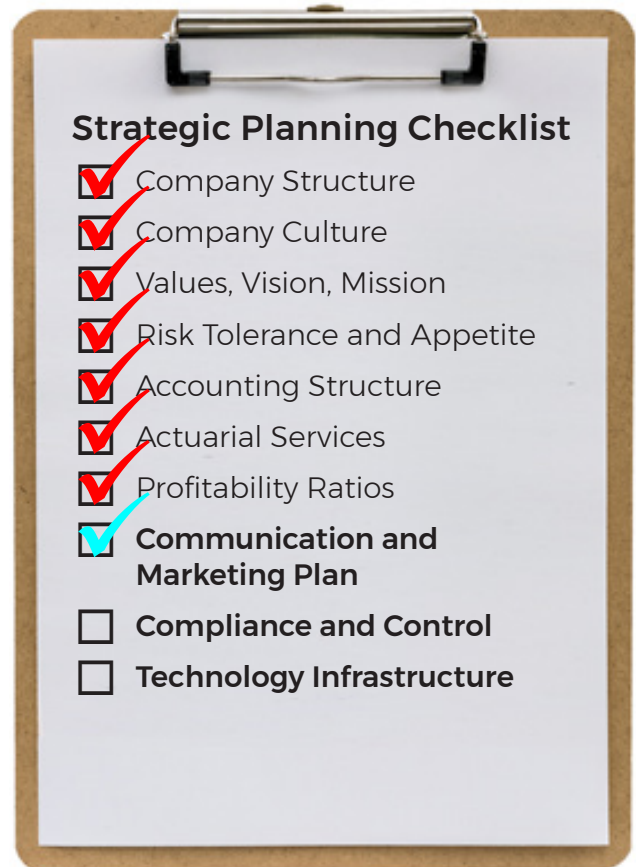 Strategic Planning Checklist
Company Structure
Company Culture
Values, Vision, Mission
Risk Tolerance and Appetite
Accounting Structure
Actuarial Services
Profitability Ratios
Communication and
Marketing Plan
Compliance and Control
Technology Infrastructure